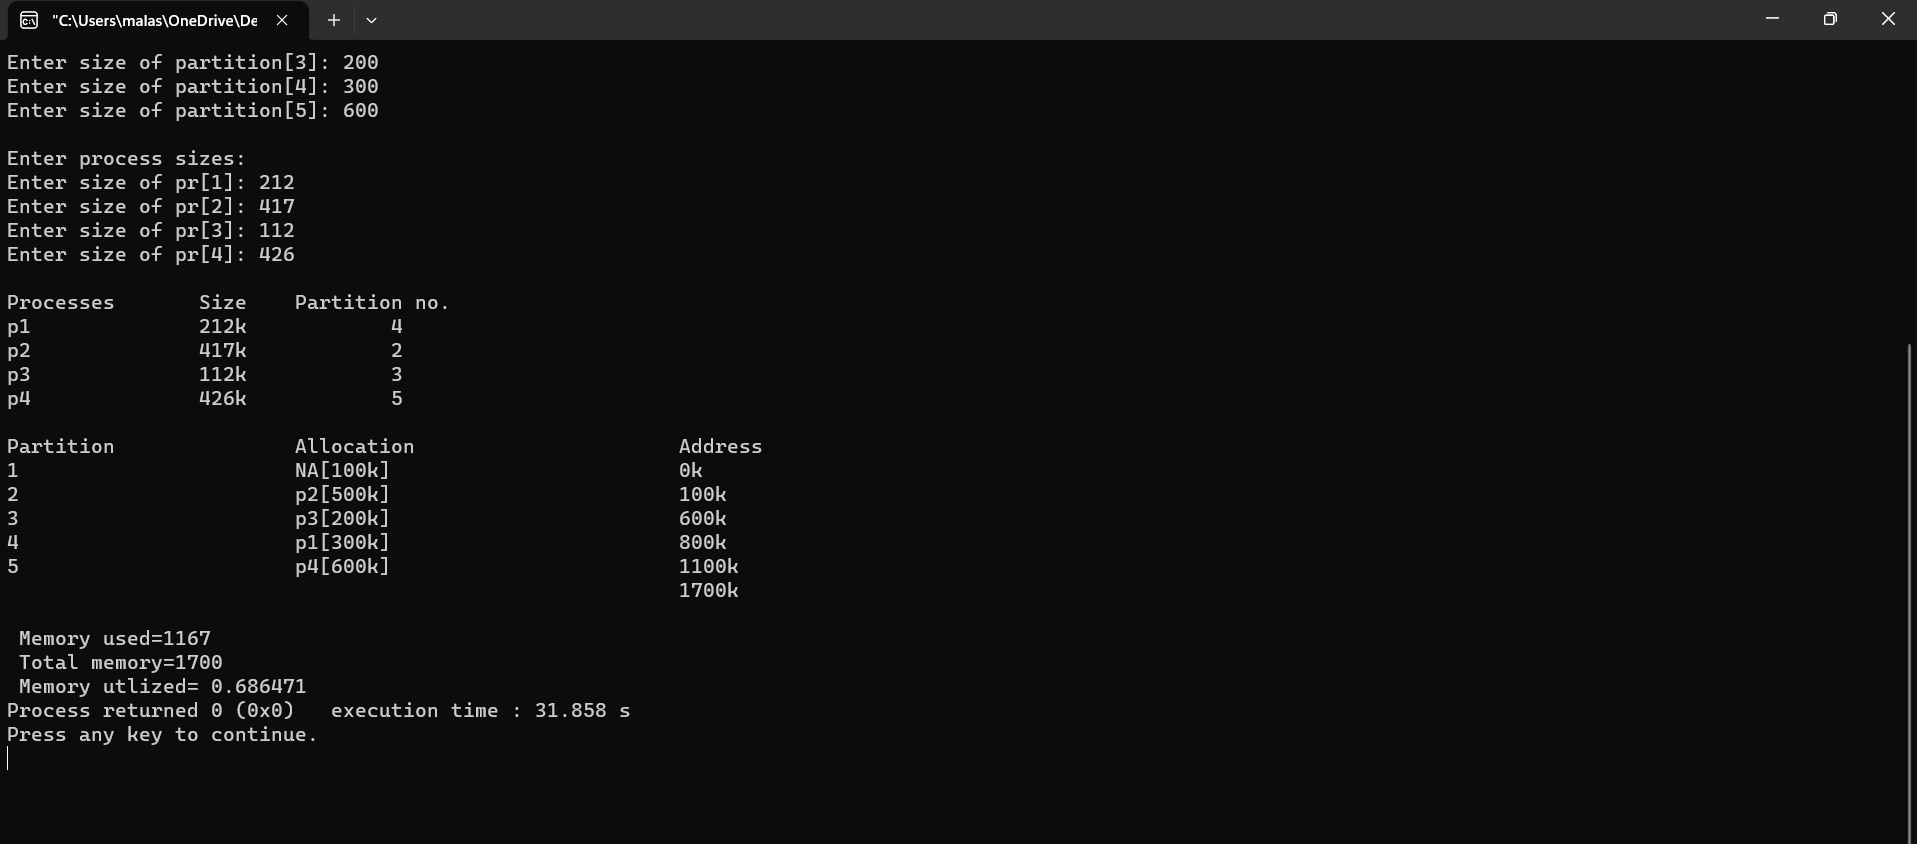 "C:\Users\malas\OneDrive\De
Enter size of partition[3]: 200
Enter size of partition[4]: 300
Enter size of partition[5]: 600
Enter process sizes:
Enter size of pr[1]: 212
Enter size of pr[2]: 417
Enter size of pr[3]: 112
Enter size of pr[4]: 426
Processes Size Partition no.
p1 212k 4
p2 417k 2
p3 112k 3
p4 426k 5
Partition Allocation Address
1 NA[100k] 0k
2 p2[500k] 100k
3 p3[200k] 600k
4 p1[300k] 800k
5 p4[600k] 1100k
1700k
Memory used=1167
Total memory=1700
Memory utlized= 0.686471
Process returned 0 (0x0) execution time : 31.858 s
Press any key to continue.